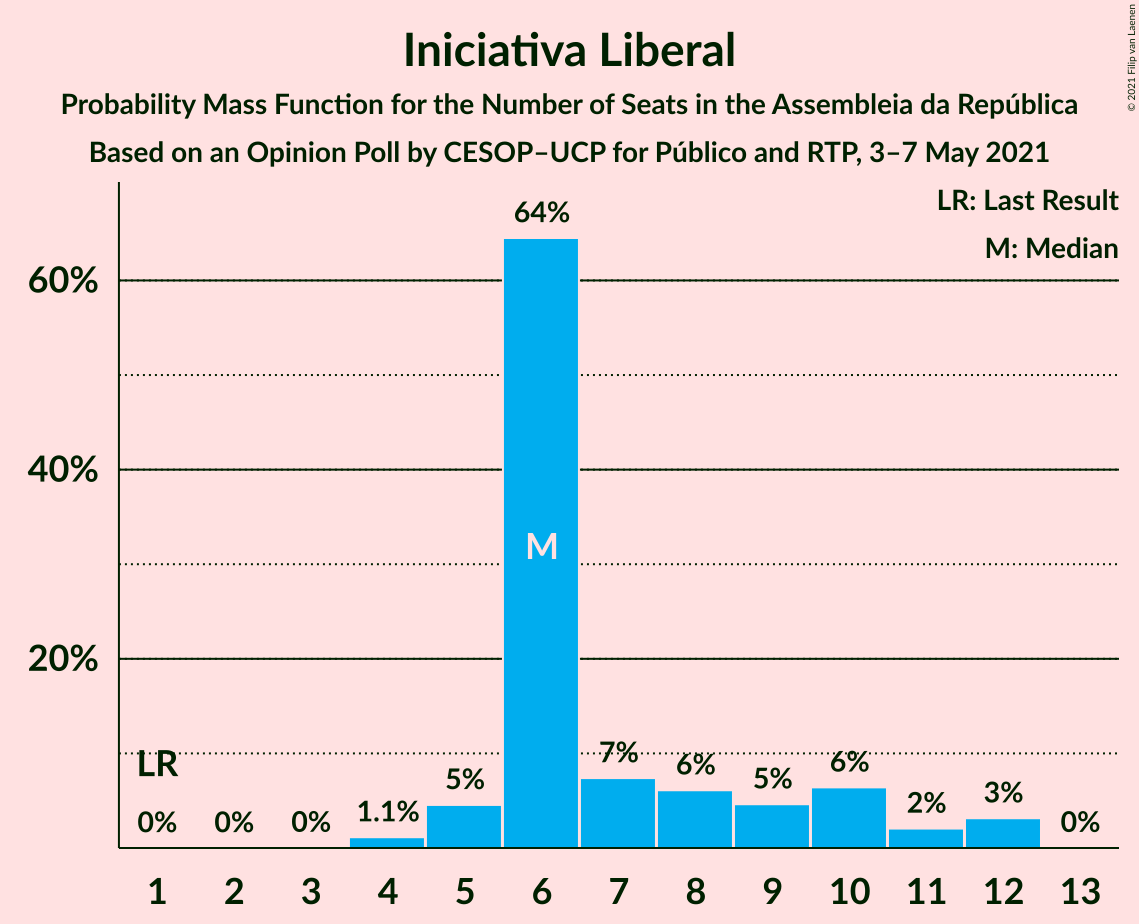 Iniciativa Liberal
Probability Mass Function for the Number of Seats in the Assembleia da República
Based on an Opinion Poll by CESOP–UCP for Público and RTP, 3–7 May 2021
© 2021 Filip van Laenen
LR: Last Result
M: Median
64%
60%
40%
M
20%
LR
0% 0% 0% 1.1% 5% 7% 6% 5% 6% 2% 3% 0%
1 2 3 4 5 6 7 8 9 10 11 12 13